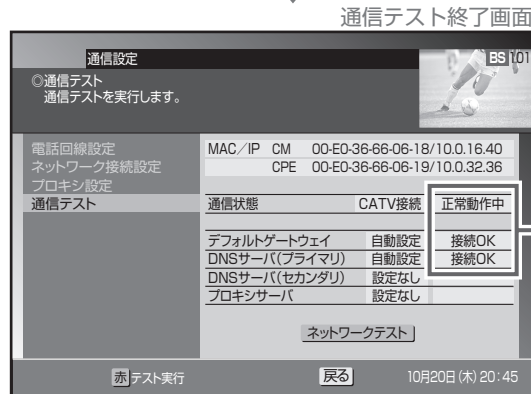 通信テスト終了画面
通信設定
BS 101
◎通信テスト
通信テストを実行します。
電話回線設定
ネットワーク接続設定
プロキシ設定
通信テスト
MAC/IP CM 00-E0-36-66-06-18/10.0.16.40
CPE 00-E0-36-66-06-19/10.0.32.36
通信状態 CATV接続 正常動作中
デフォルトゲートウェイ 自動設定 接続OK
DNSサーバ(プライマリ) 自動設定 接続OK
DNSサーバ(セカンダリ) 設定なし
プロキシサーバ 設定なし
ネットワークテスト
赤 テスト実行 戻る 10月20日(木) 20:45